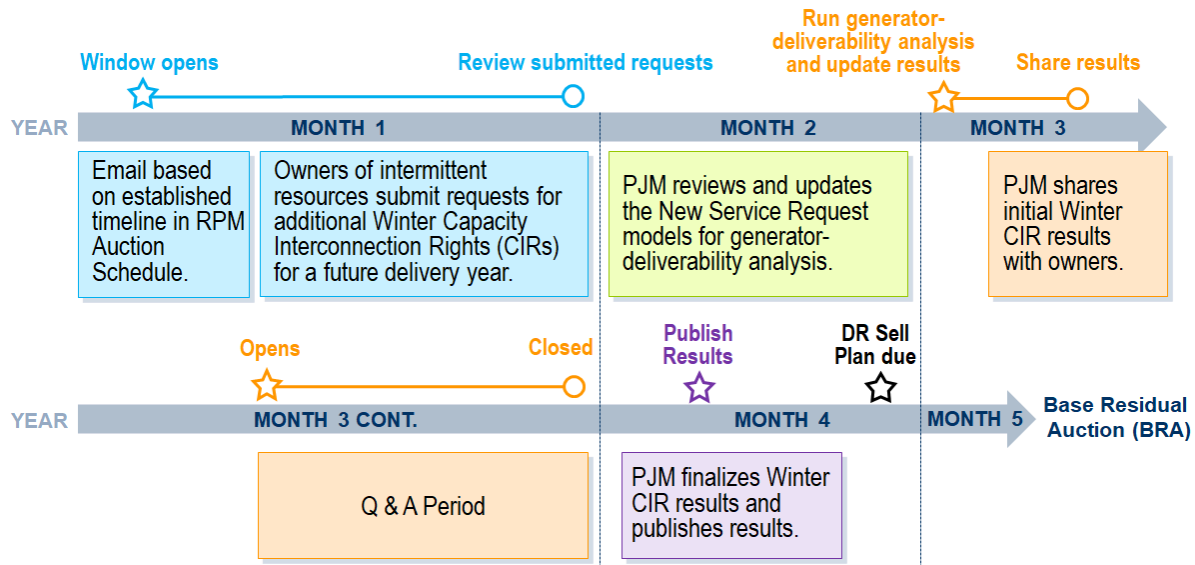 Run generator-
deliverability analysis
and update results
Window opens
Review submitted requests
Share results
YEAR
MONTH 1
MONTH 2
MONTH 3
Email based
on established
timeline in RPM
Auction
Schedule.
Owners of intermittent
resources submit requests for
additional Winter Capacity
Interconnection Rights (CIRs)
for a future delivery year.
PJM reviews and updates
the New Service Request
models for generator-
deliverability analysis.
PJM shares
initial Winter
CIR results
with owners.
Opens
Closed
Publish
Results
DR Sell
Plan due
YEAR
MONTH 3 CONT.
MONTH 4
MONTH 5
Base Residual
Auction (BRA)
Q & A Period
PJM finalizes Winter
CIR results and
publishes results.